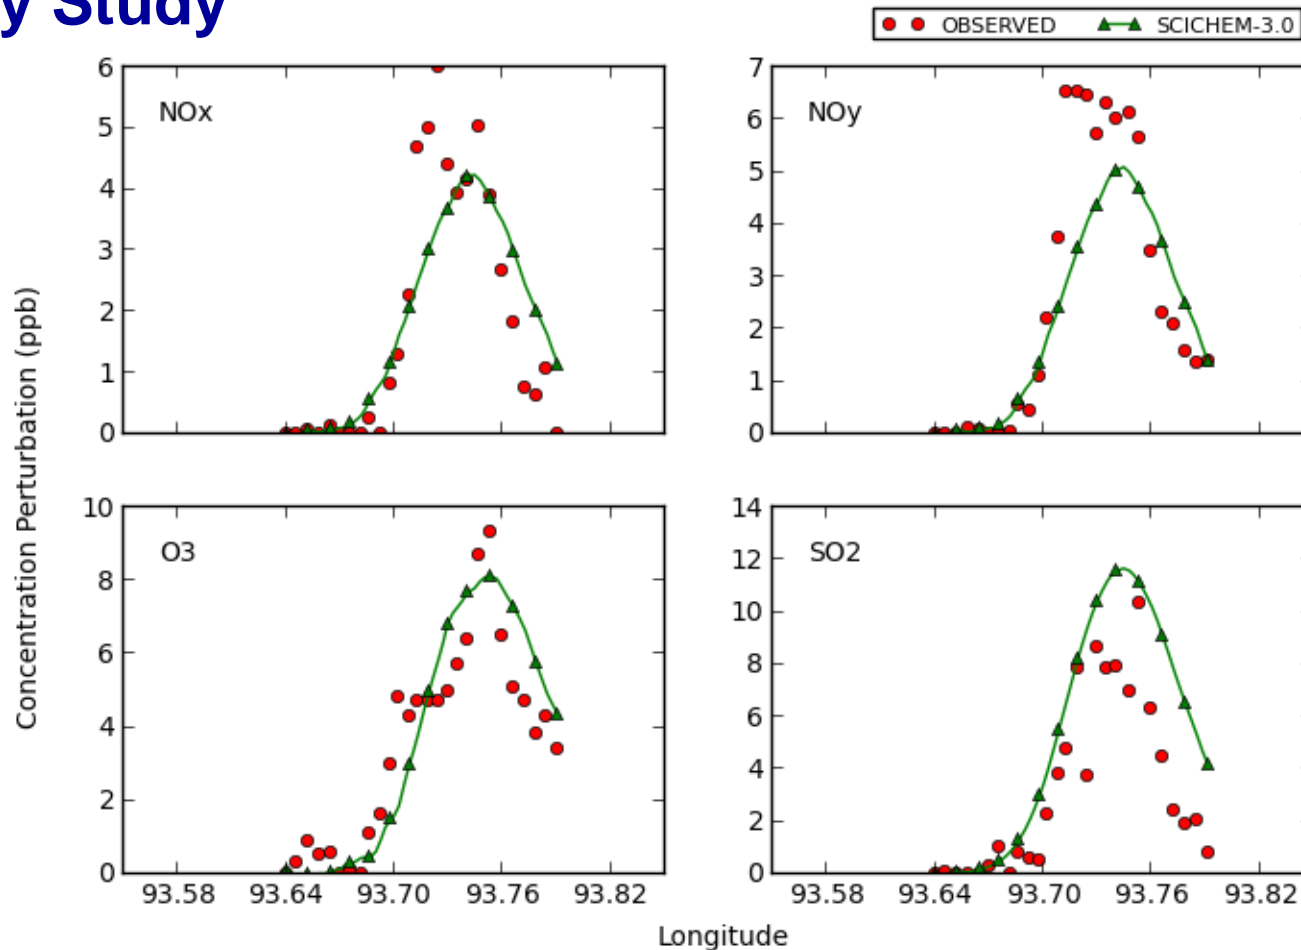 y Study
OBSERVED SCICHEM-3.0
NOx
6
5
4
3
2
1
0
NOy
7
6
5
4
3
2
1
0
Concentration Perturbation (ppb)
O3
10
8
6
4
2
0
93.58 93.64 93.70 93.76 93.82
SO2
14
12
10
8
6
4
2
0
93.58 93.64 93.70 93.76 93.82
Longitude